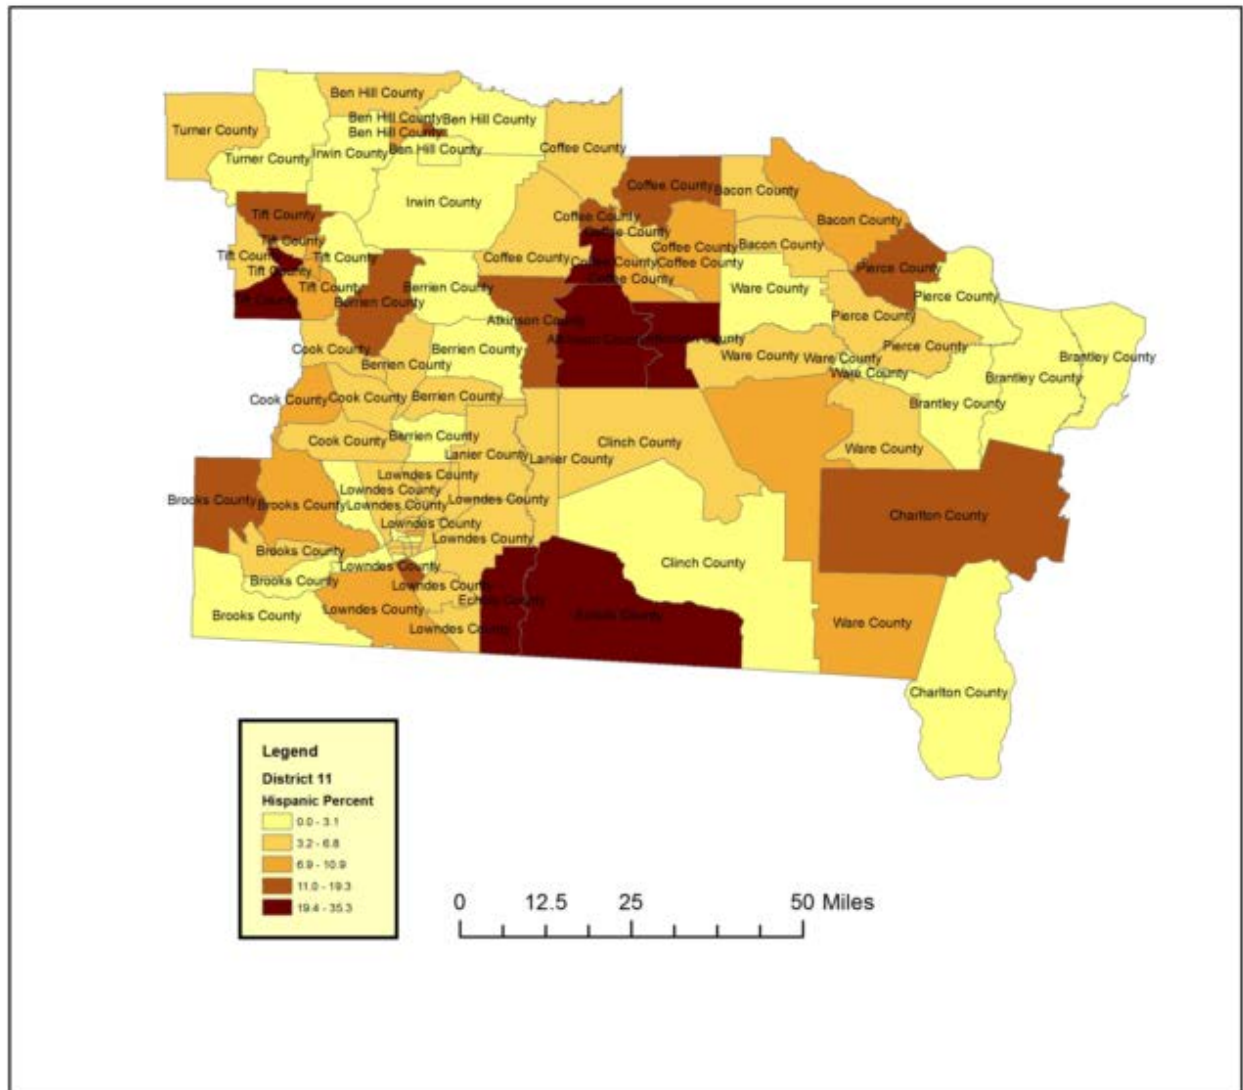 Ben Hill County
Turner County
Ben Hill County
Ben Hill County
Ben Hill County
Ben Hill County
Turner County
Irwin County
Coffee County
Coffee County
Bacon County
Irwin County
Tift County
Coffee County
Coffee County
Bacon County
Tift County
Coffee County
Bacon County
Tift County
Tift County
Coffee County
Coffee County
Coffee County
Pierce County
Tift County
Tift County
Berrien County
Coffee County
Ware County
Pierce County
Tift County
Berrien County
Atkinson County
Pierce County
Cook County
Berrien County
Berrien County
Ware County
Ware County
Ware County
Pierce County
Brantley County
Brantley County
Cook County
Cook County
Berrien County
Brantley County
Cook County
Berrien County
Lanier County
Lanier County
Clinch County
Ware County
Brooks County
Brooks County
Lowndes County
Lowndes County
Lowndes County
Lowndes County
Lowndes County
Lowndes County
Charlton County
Brooks County
Lowndes County
Clinch County
Brooks County
Lowndes County
Brooks County
Lowndes County
Lowndes County
Ware County
Charlton County
Legend
District 11
Hispanic Percent
0.0 - 3.1
3.2 - 6.8
6.9 - 10.9
11.0 - 19.3
19.4 - 35.3
0 12.5 25 50 Miles